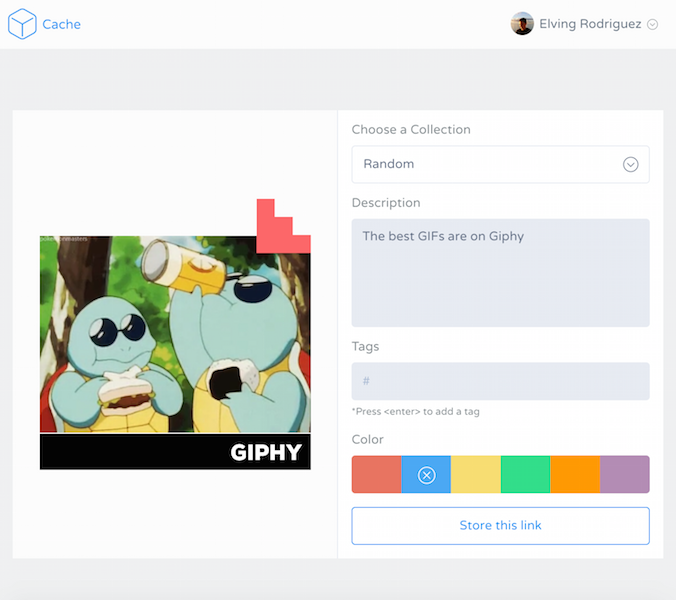 Cache
Elving Rodriguez
GIPHY
Choose a Collection
Random
Description
The best GIFs are on Giphy
Tags
#
*Press <enter> to add a tag
Color
Store this link